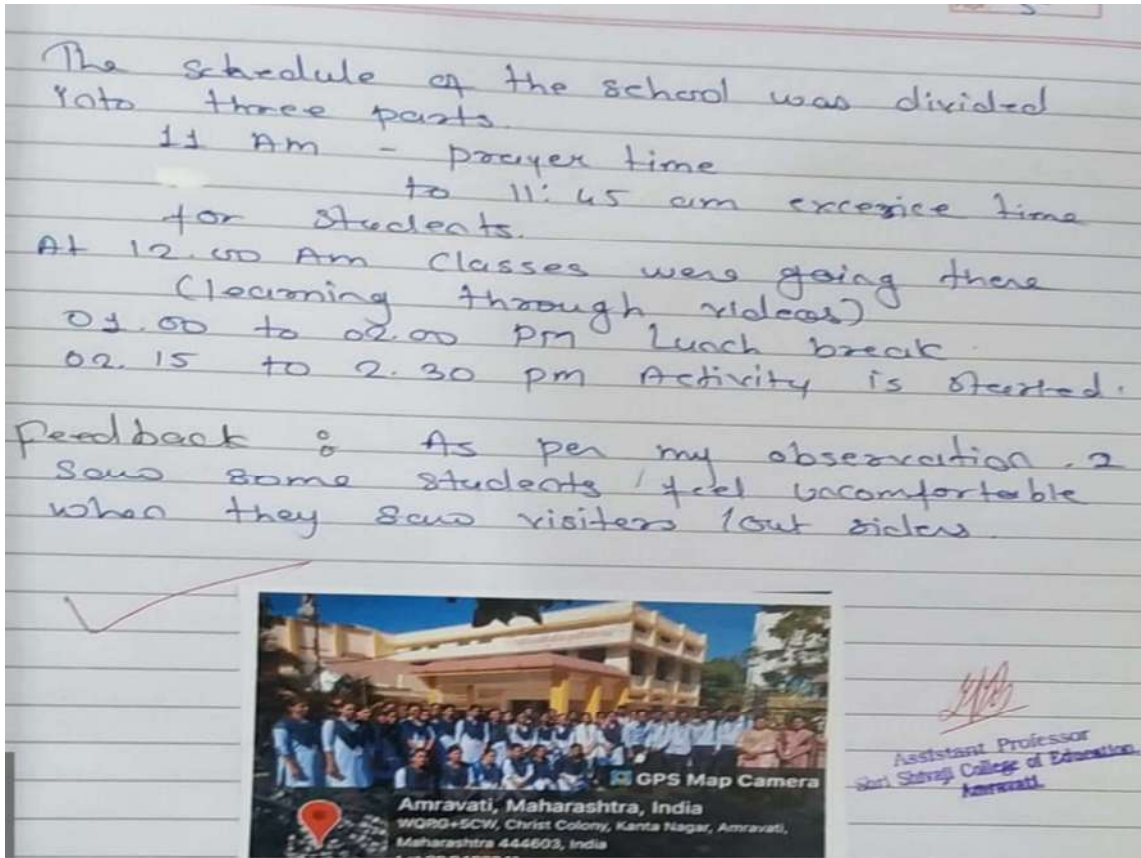 The schedule of the school was divided
into three parts.
11 Am - prayer time
to 11:45 am excerice time
for students.
At 12.00 Am Classes were going there
(learning through videos)
01.00 to 02.00 pm Lunch break.
02.15 to 2.30 pm Activity is started.
Feedback : As per my observation. I
saw some students / feel uncomfortable
when they saw visiters / out siders.
GPS Map Camera
Amravati, Maharashtra, India
WQRG+5CW, Christ Colony, Kanta Nagar, Amravati,
Maharashtra 444603, India
Assistant Professor
Shri Shivaji College of Education
Amravati.